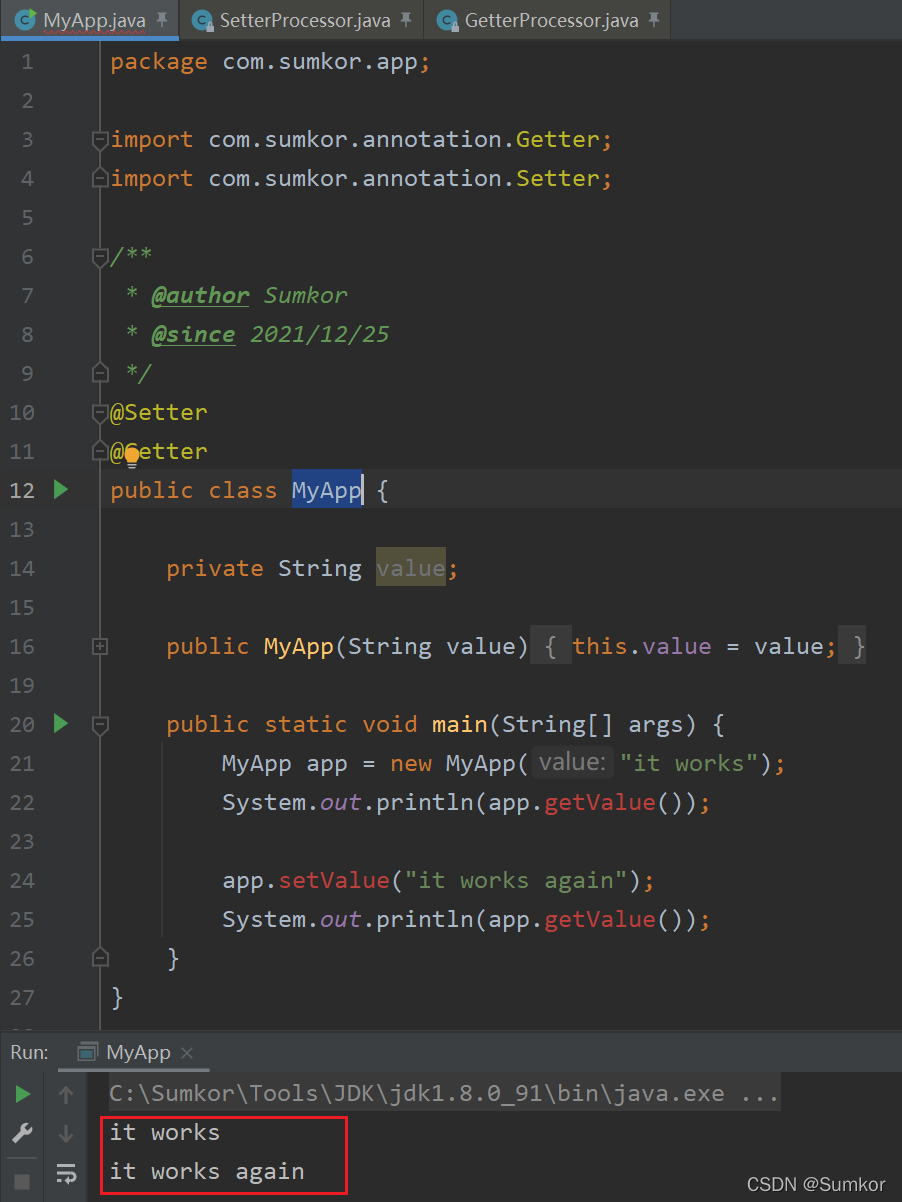 MyApp.java SetterProcessor.java GetterProcessor.java
1 package com.sumkor.app;
2
3 import com.sumkor.annotation.Getter;
4 import com.sumkor.annotation.Setter;
5
6 /**
7 * @author Sumkor
8 * @since 2021/12/25
9 */
10 @Setter
11 @Getter
12 public class MyApp {
13
14 private String value;
15
16 public MyApp(String value) { this.value = value; }
19
20 public static void main(String[] args) {
21 MyApp app = new MyApp( value: "it works");
22 System.out.println(app.getValue());
23
24 app.setValue("it works again");
25 System.out.println(app.getValue());
26 }
27 }
Run: MyApp
C:\Sumkor\Tools\JDK\jdk1.8.0_91\bin\java.exe ...
it works
it works again
CSDN @Sumkor